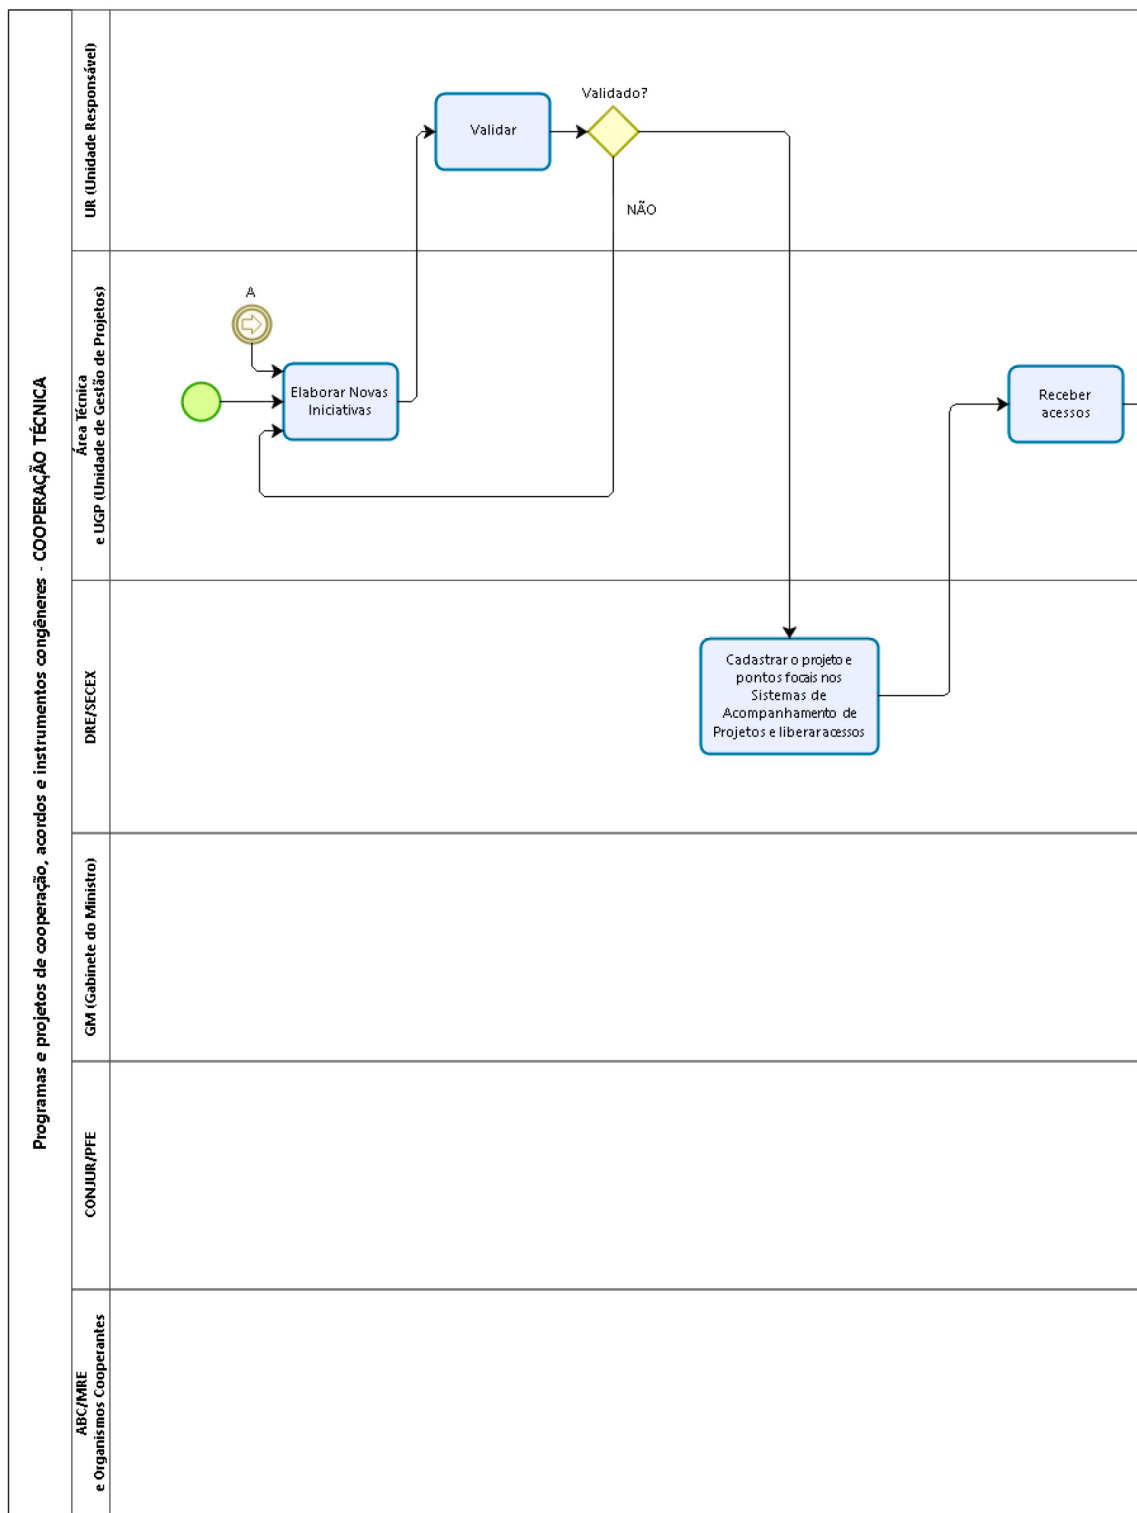 Programas e projetos de cooperação, acordos e instrumentos congêneres - COOPERAÇÃO TÉCNICA
UR (Unidade Responsável)
Validar
Validado?
NÃO
Área Técnica
e UGP (Unidade de Gestão de Projetos)
A
Elaborar Novas
Iniciativas
Receber
acessos
DRE/SECEX
Cadastrar o projeto e
pontos focais nos
Sistemas de
Acompanhamento de
Projetos e liberar acessos
GM (Gabinete do Ministro)
CONJUR/PFE
ABC/MRE
e Organismos Cooperantes